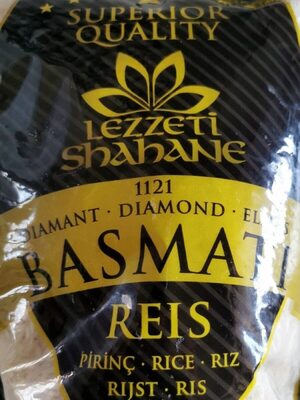 SUPERIOR
QUALITY
LEZZETi
SHAHANE
1121
DIAMANT · DIAMOND ·
BASMATI
REIS
PİRİNÇ · RICE · RIZ
RIJST · RIS